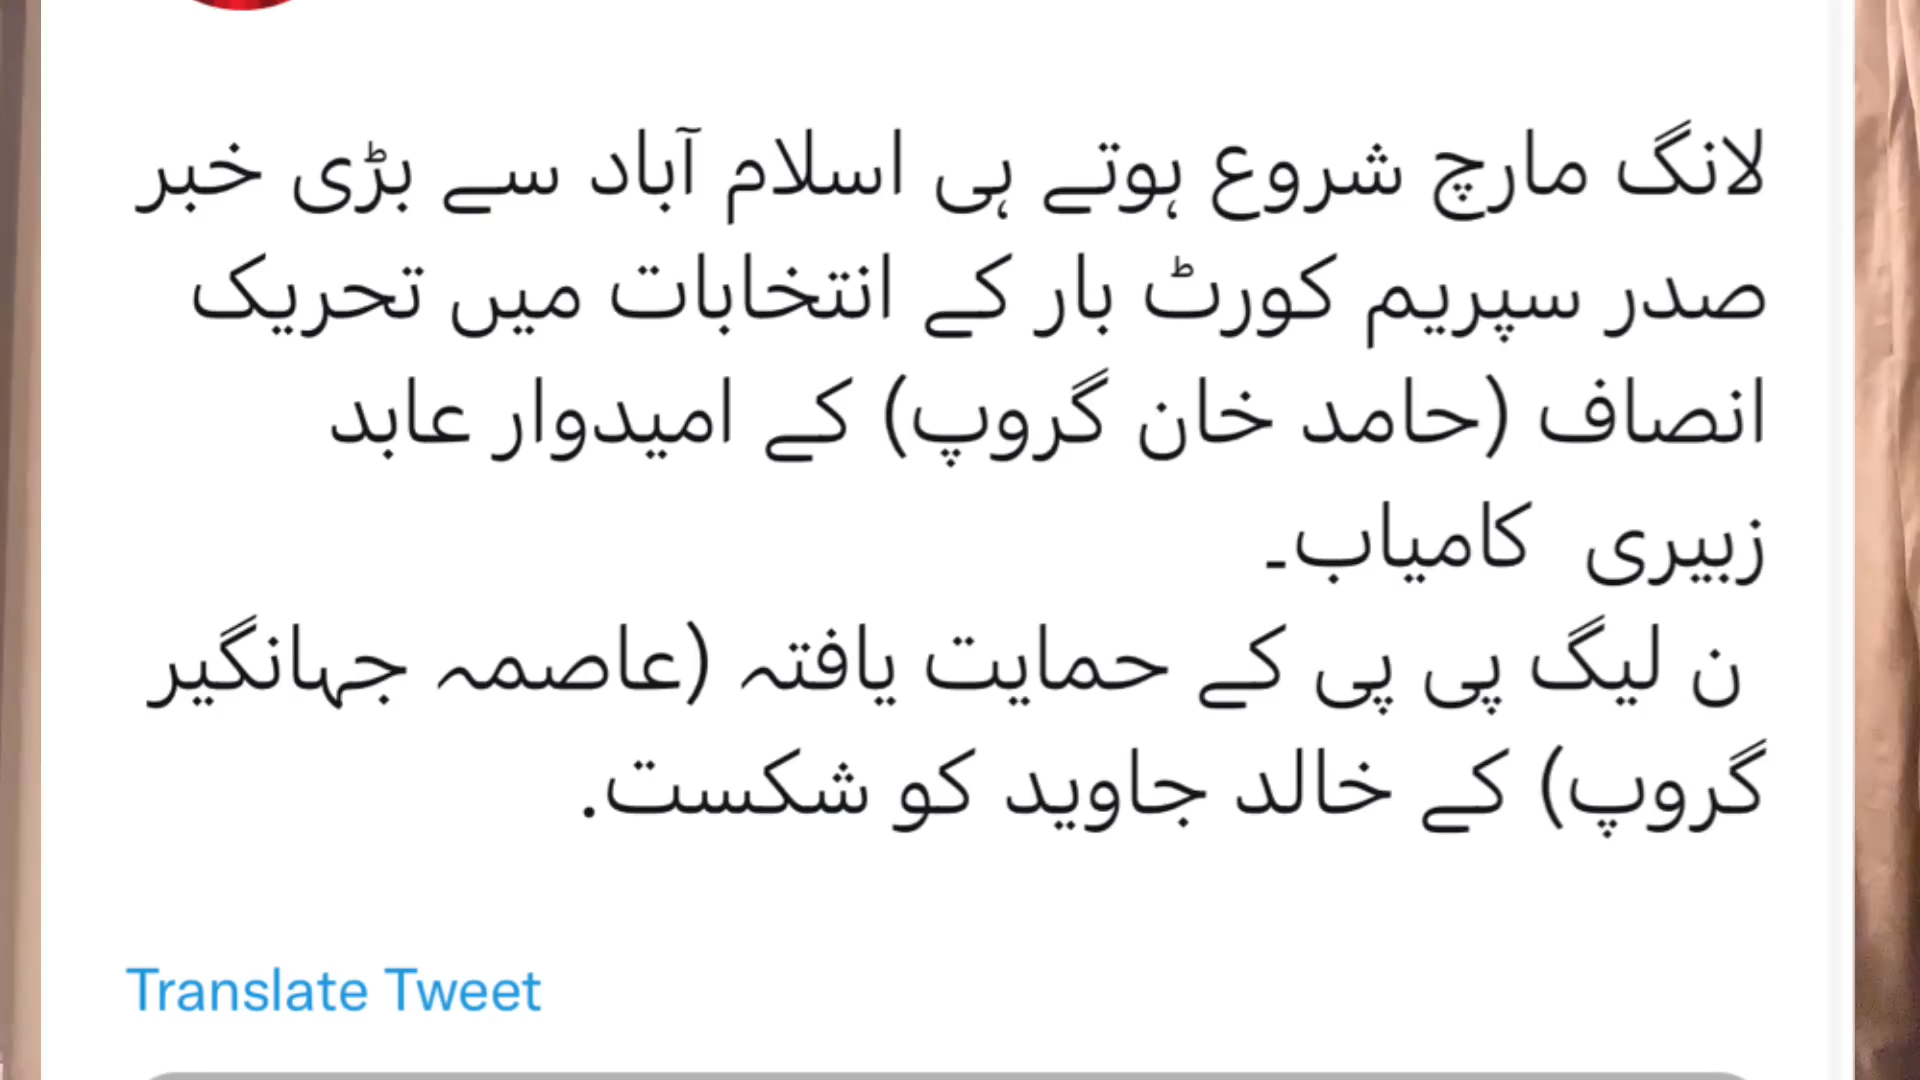 لانگ مارچ شروع ہوتے ہی اسلام آباد سے بڑی خبر
صدر سپریم کورٹ بار کے انتخابات میں تحریک
انصاف (حامد خان گروپ) کے امیدوار عابد
زبیری  کامیاب۔
ن لیگ پی پی کے حمایت یافتہ (عاصمہ جہانگیر
گروپ) کے خالد جاوید کو شکست.
Translate Tweet